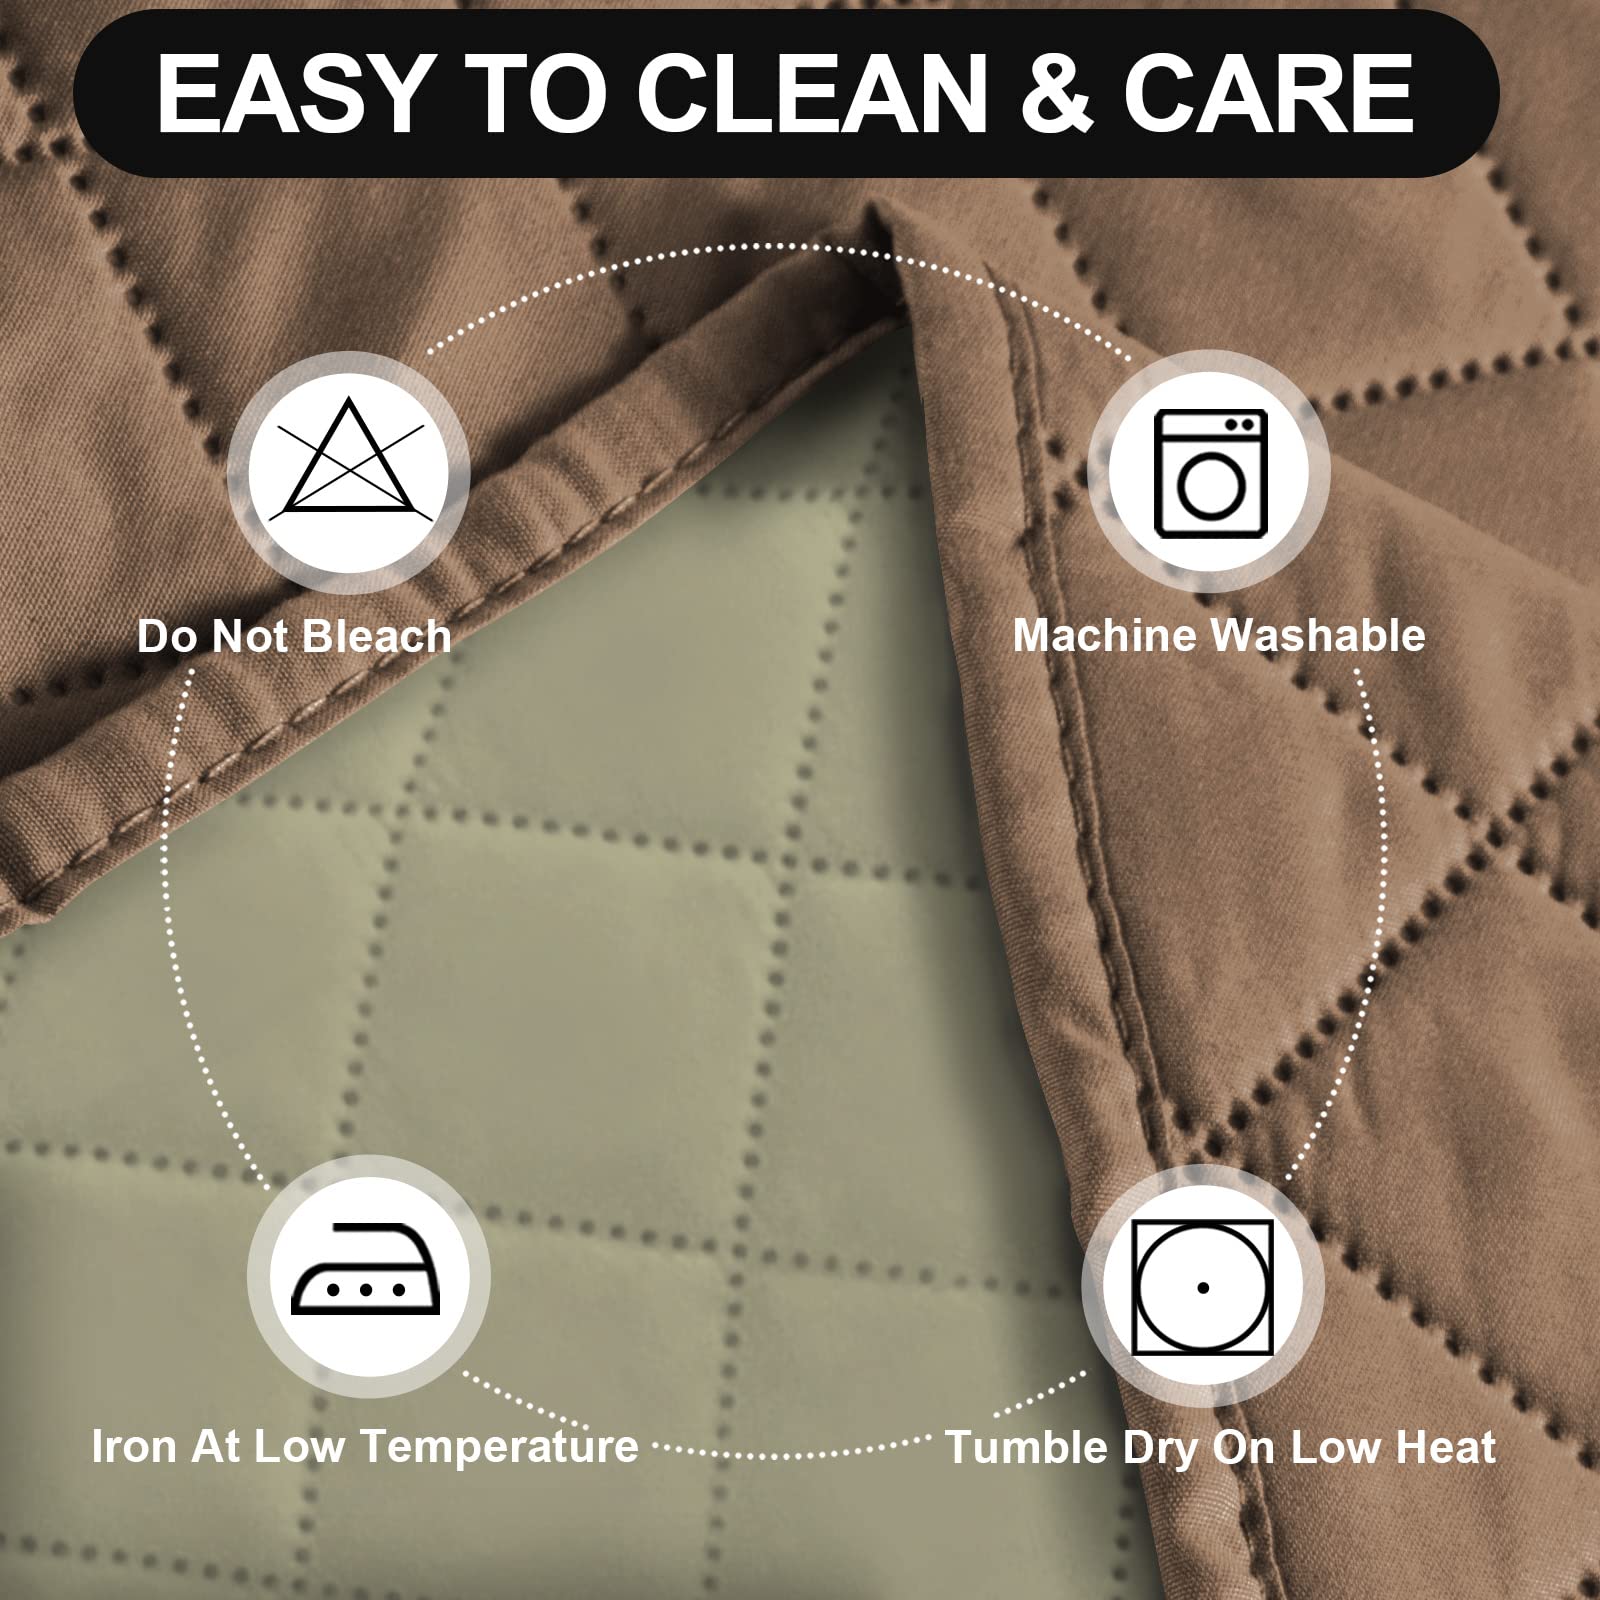 EASY TO CLEAN & CARE
Do Not Bleach
Machine Washable
Iron At Low Temperature
Tumble Dry On Low Heat